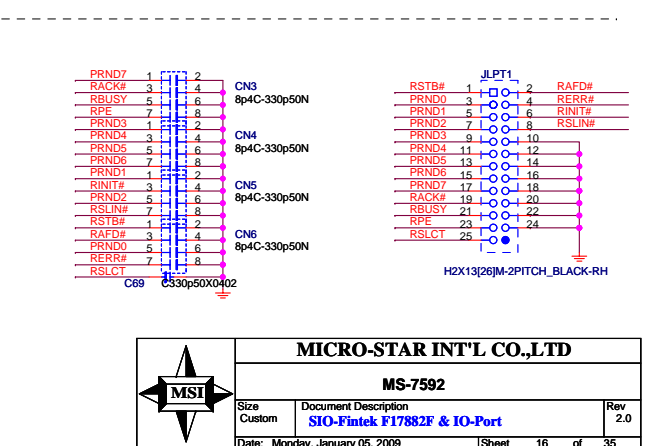 PRND7 1 2
RACK# 3 4 CN3
RBUSY 5 6 8p4C-330p50N
RPE 7 8
PRND3 1 2
PRND4 3 4 CN4
PRND5 5 6 8p4C-330p50N
PRND6 7 8
PRND1 1 2
RINIT# 3 4 CN5
PRND2 5 6 8p4C-330p50N
RSLIN# 7 8
RSTB# 1 2
RAFD# 3 4 CN6
PRND0 5 6 8p4C-330p50N
RERR# 7 8
RSLCT
C69 C330p50X0402
JLPT1
RSTB# 1 2 RAFD#
PRND0 3 4 RERR#
PRND1 5 6 RINIT#
PRND2 7 8 RSLIN#
PRND3 9 10
PRND4 11 12
PRND5 13 14
PRND6 15 16
PRND7 17 18
RACK# 19 20
RBUSY 21 22
RPE 23 24
RSLCT 25
H2X13[26]M-2PITCH_BLACK-RH
MSI
MICRO-STAR INT'L CO.,LTD
MS-7592
Size Document Description Rev
Custom SIO-Fintek F17882F & IO-Port 2.0
Date: Monday, January 05, 2009 Sheet 16 of 35